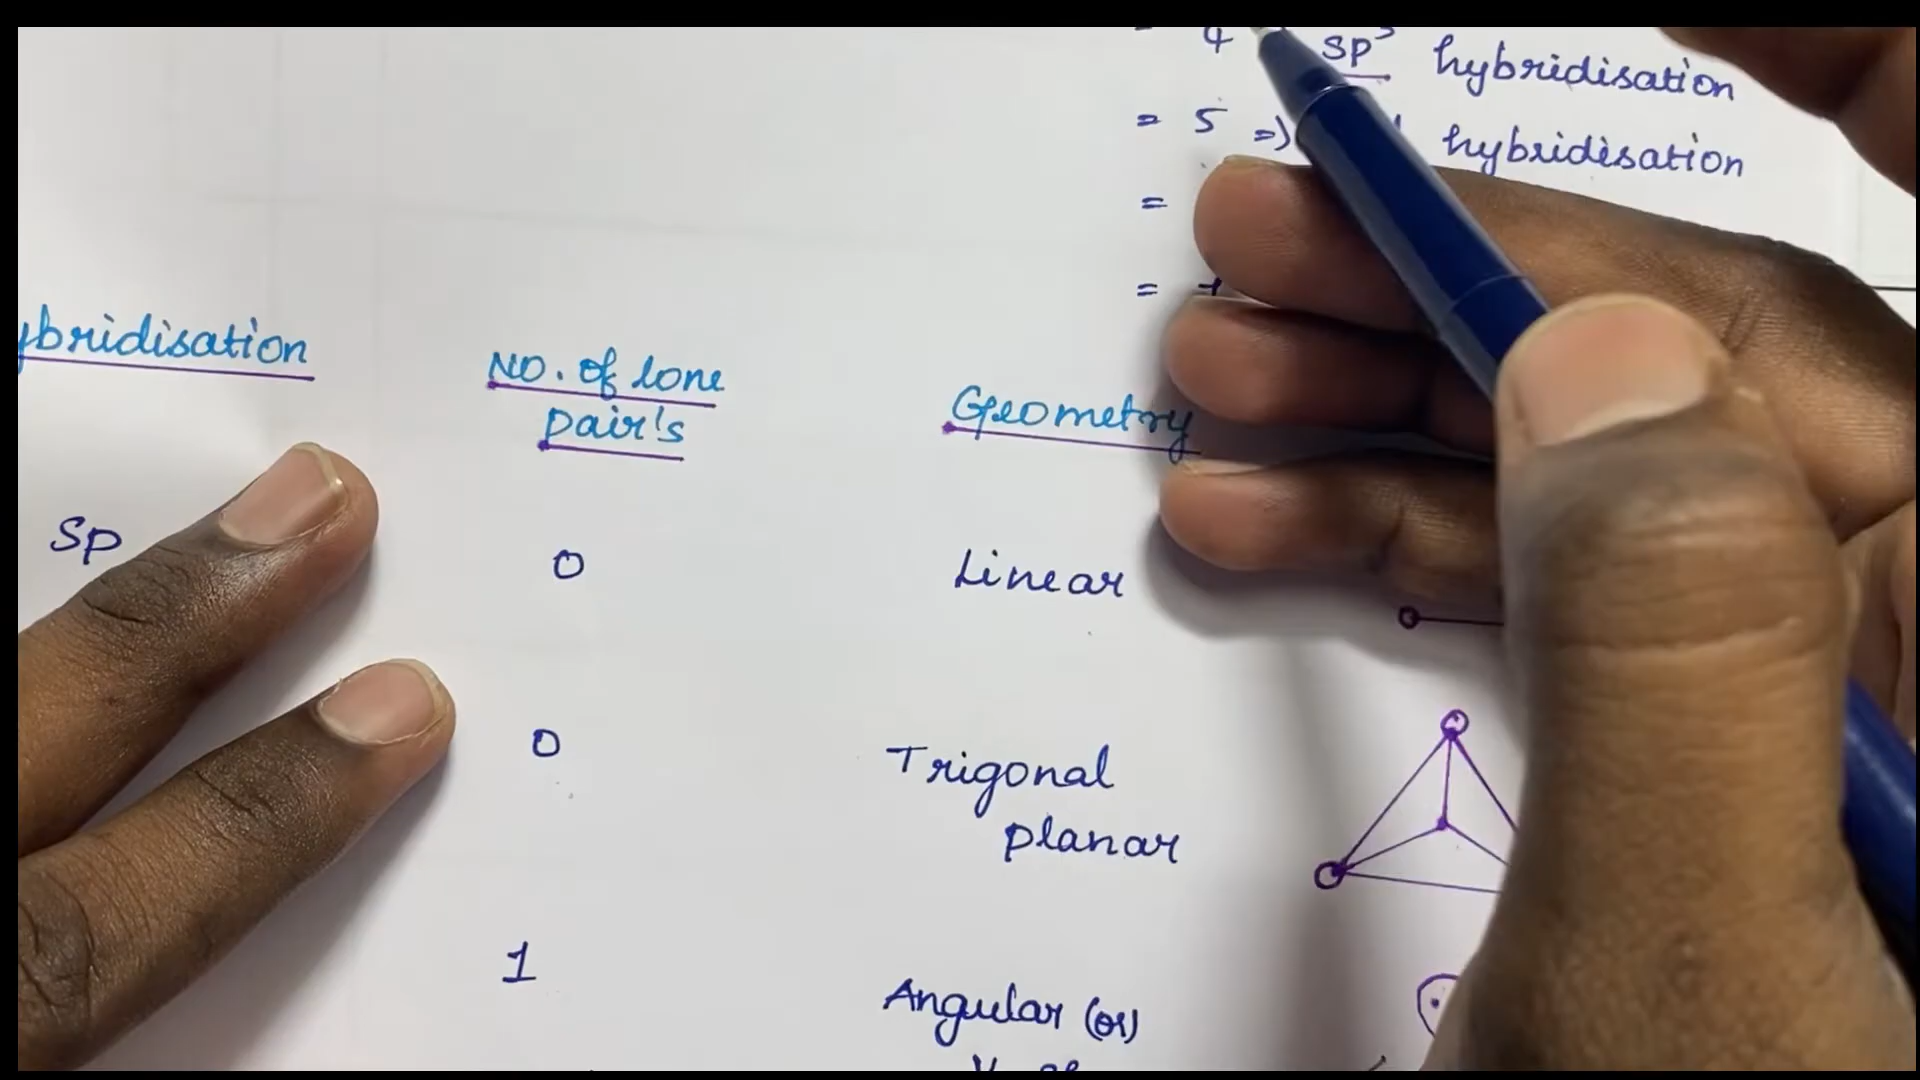 = 4 sp³ hybridisation
= 5 => hybridisation
=
=
ybridisation
No. of lone
pair's
Geometry
Sp
0
Linear
0
Trigonal
planar
1
Angular (or)